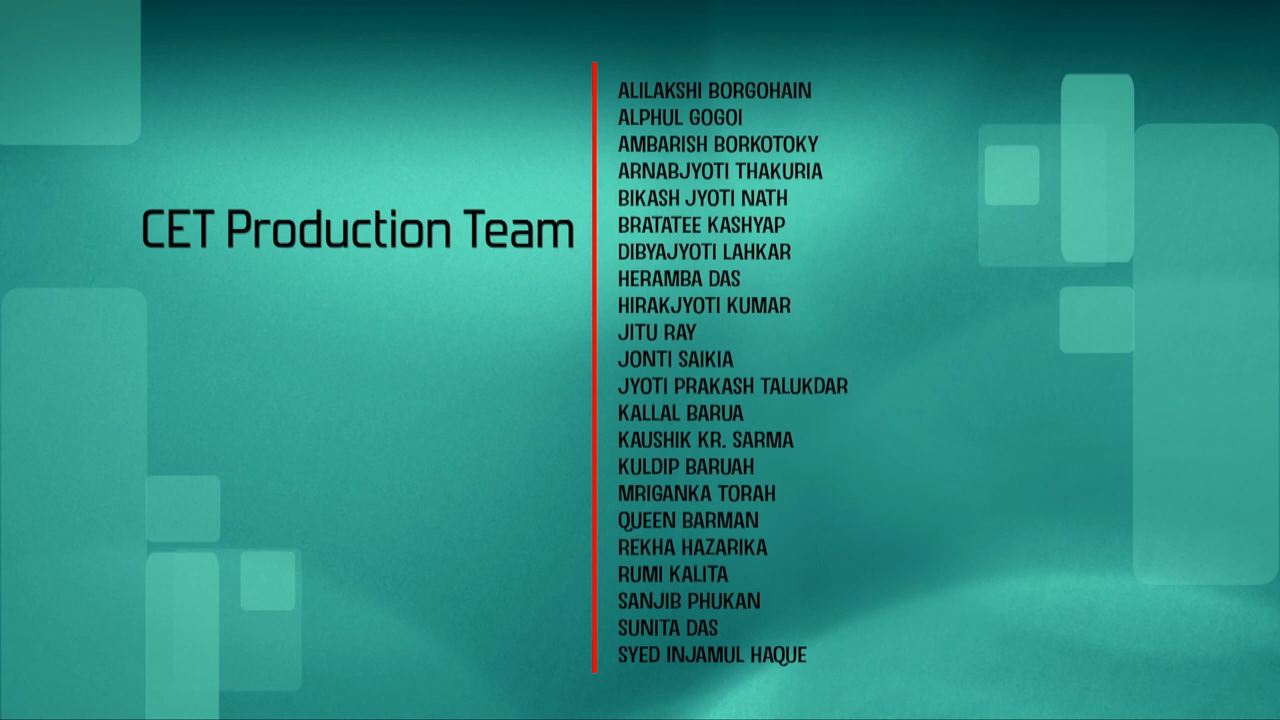 CET Production Team
ALILAKSHI BORGOHAIN
ALPHUL GOGOI
AMBARISH BORKOTOKY
ARNABJYOTI THAKURIA
BIKASH JYOTI NATH
BRATATEE KASHYAP
DIBYAJYOTI LAHKAR
HERAMBA DAS
HIRAKJYOTI KUMAR
JITU RAY
JONTI SAIKIA
JYOTI PRAKASH TALUKDAR
KALLAL BARUA
KAUSHIK KR. SARMA
KULDIP BARUAH
MRIGANKA TORAH
QUEEN BARMAN
REKHA HAZARIKA
RUMI KALITA
SANJIB PHUKAN
SUNITA DAS
SYED INJAMUL HAQUE